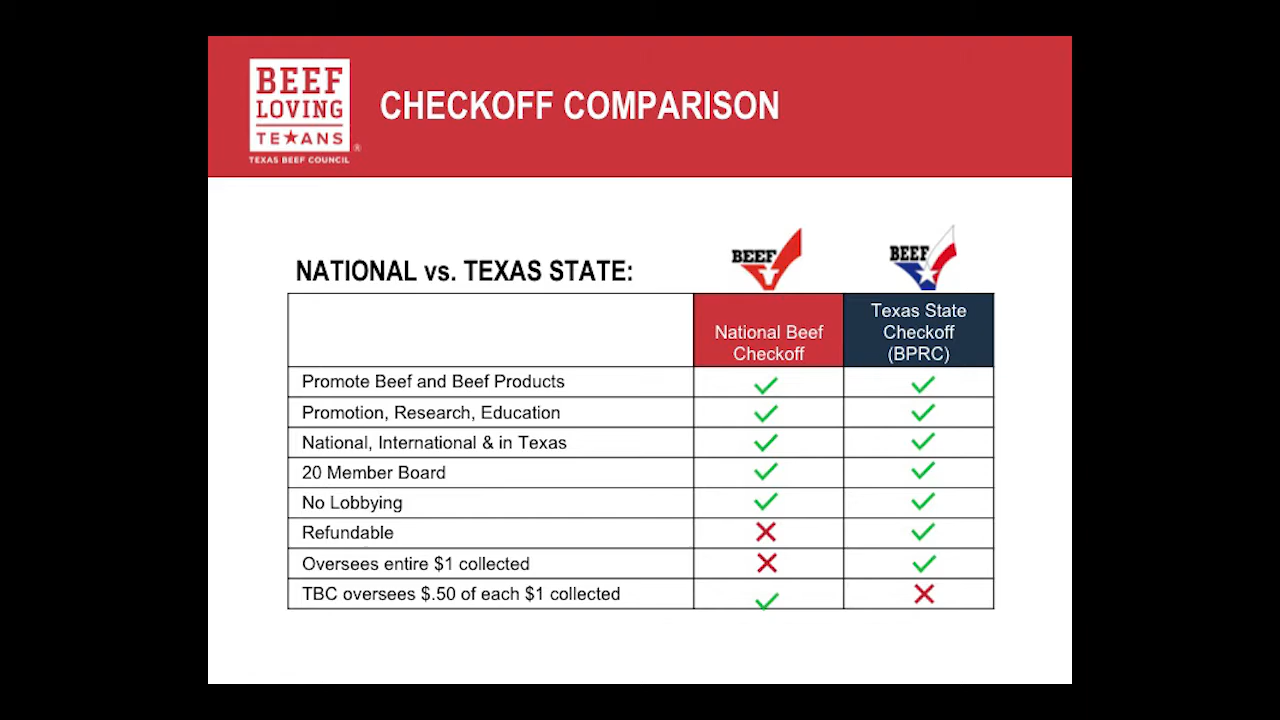 BEEF
LOVING
TEXANS
®
TEXAS BEEF COUNCIL
CHECKOFF COMPARISON
NATIONAL vs. TEXAS STATE:
BEEF
BEEF
National Beef
Checkoff
Texas State
Checkoff
(BPRC)
Promote Beef and Beef Products
Promotion, Research, Education
National, International & in Texas
20 Member Board
No Lobbying
Refundable
Oversees entire $1 collected
TBC oversees $.50 of each $1 collected